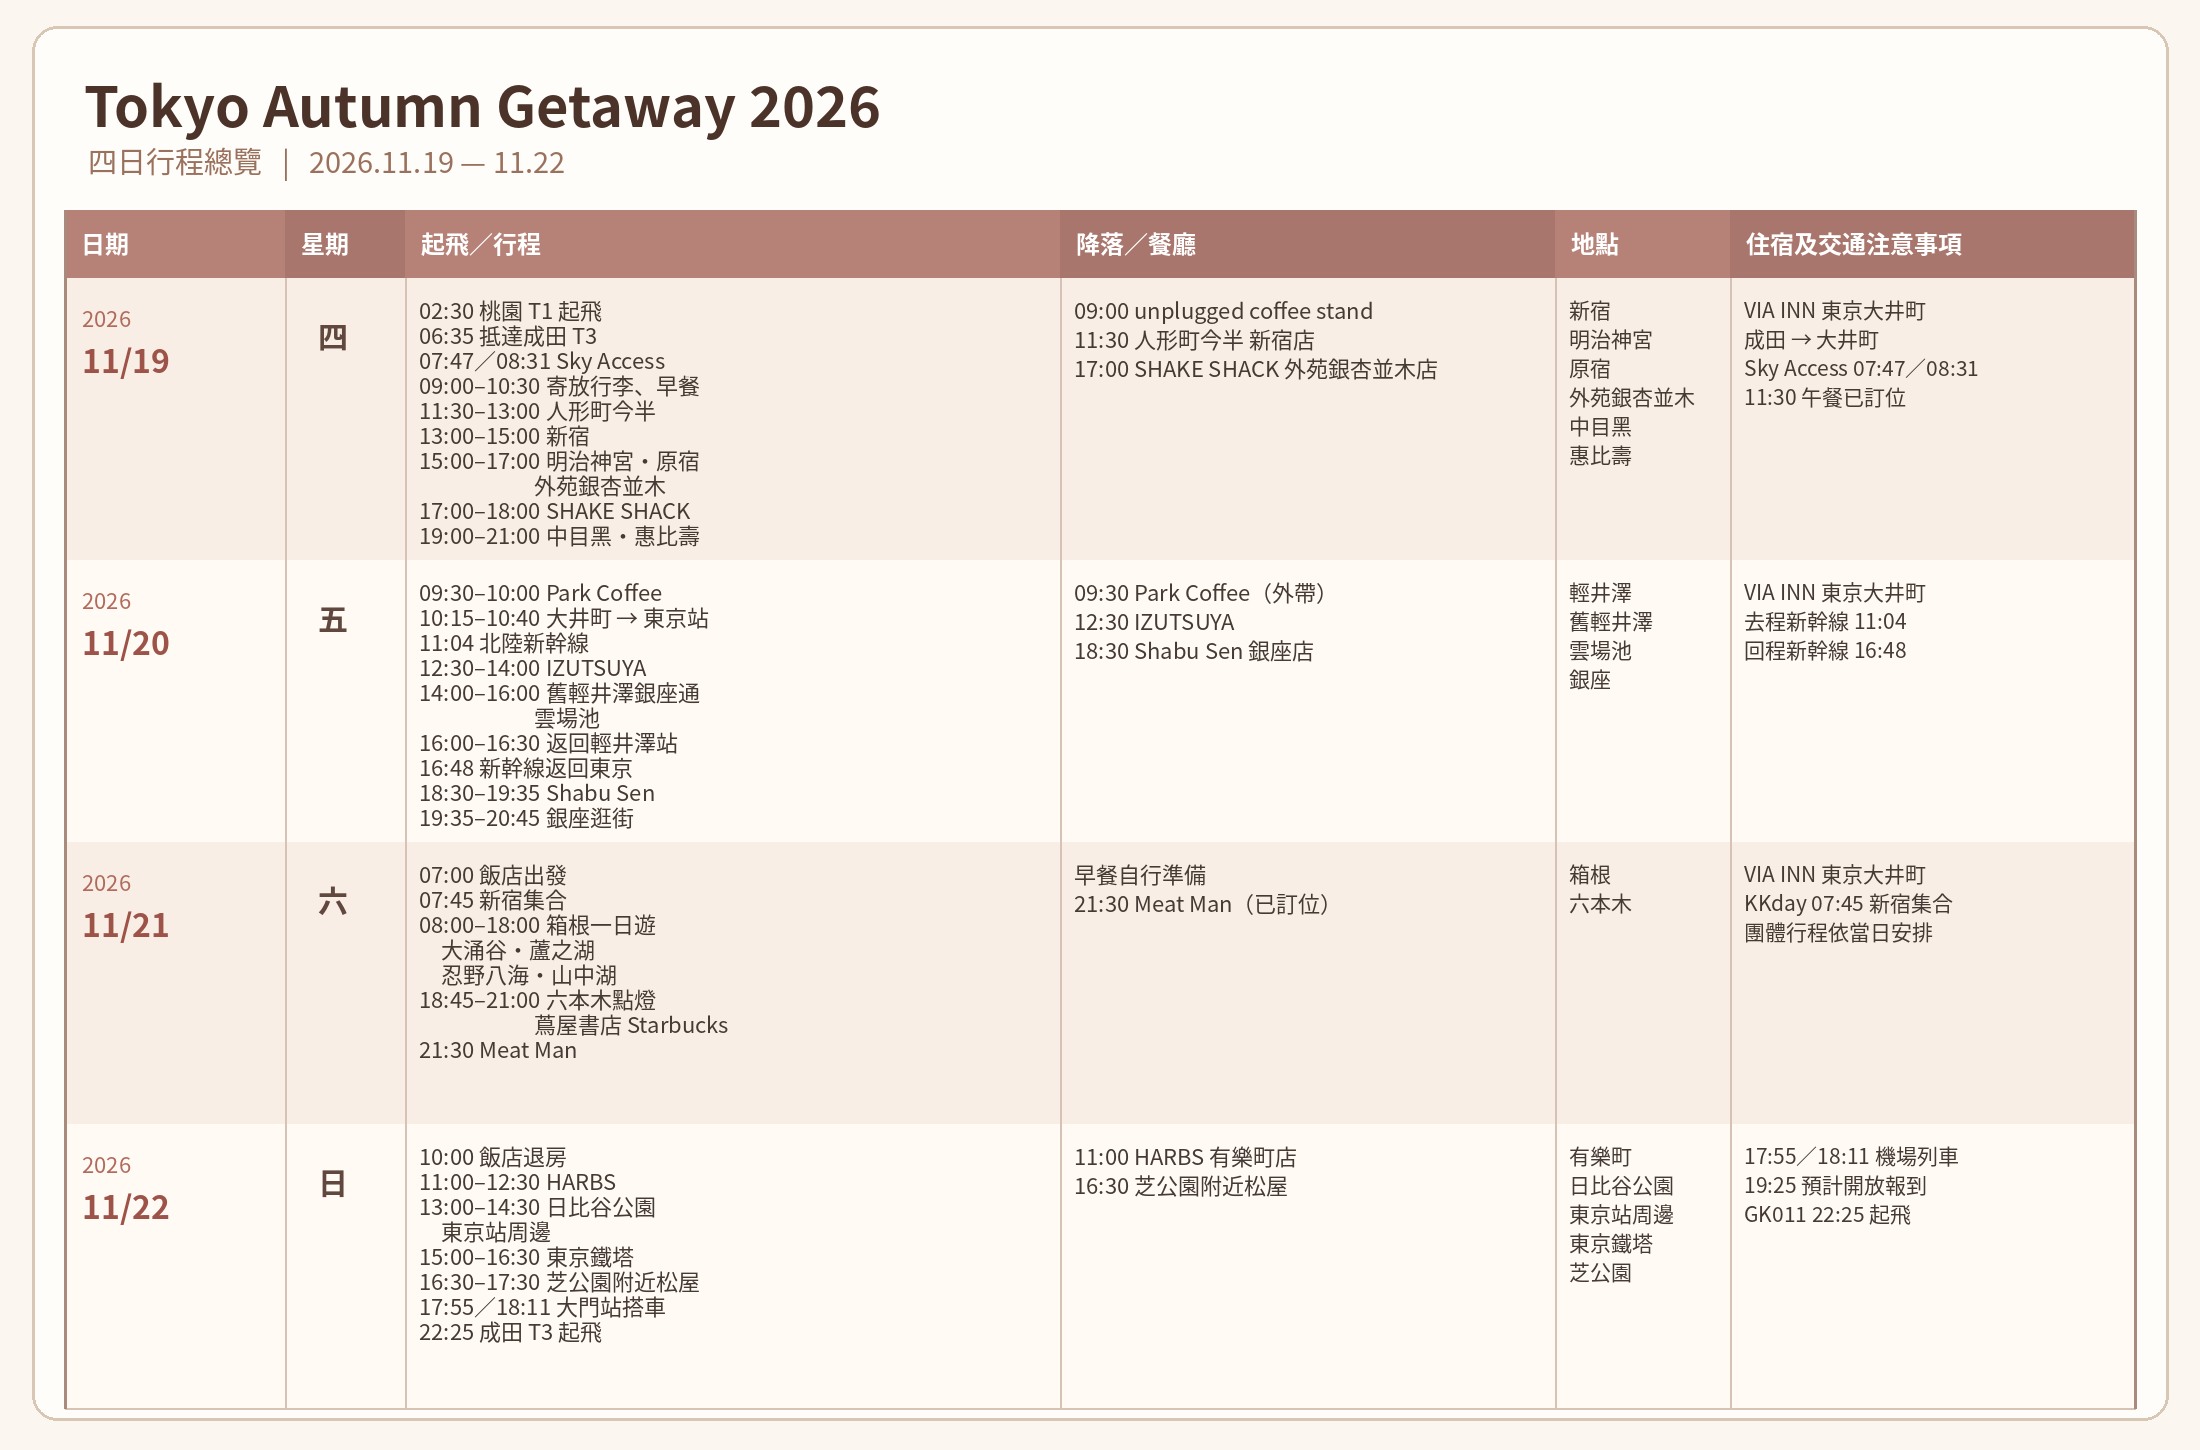 Tokyo Autumn Getaway 2026
四日行程總覽 | 2026.11.19 — 11.22
日期 星期 起飛／行程 降落／餐廳 地點 住宿及交通注意事項
2026
11/19
四
02:30 桃園 T1 起飛
06:35 抵達成田 T3
07:47／08:31 Sky Access
09:00–10:30 寄放行李、早餐
11:30–13:00 人形町今半
13:00–15:00 新宿
15:00–17:00 明治神宮・原宿
外苑銀杏並木
17:00–18:00 SHAKE SHACK
19:00–21:00 中目黑・惠比壽
09:00 unplugged coffee stand
11:30 人形町今半 新宿店
17:00 SHAKE SHACK 外苑銀杏並木店
新宿
明治神宮
原宿
外苑銀杏並木
中目黑
惠比壽
VIA INN 東京大井町
成田 → 大井町
Sky Access 07:47／08:31
11:30 午餐已訂位
2026
11/20
五
09:30–10:00 Park Coffee
10:15–10:40 大井町 → 東京站
11:04 北陸新幹線
12:30–14:00 IZUTSUYA
14:00–16:00 舊輕井澤銀座通
雲場池
16:00–16:30 返回輕井澤站
16:48 新幹線返回東京
18:30–19:35 Shabu Sen
19:35–20:45 銀座逛街
09:30 Park Coffee（外帶）
12:30 IZUTSUYA
18:30 Shabu Sen 銀座店
輕井澤
舊輕井澤
雲場池
銀座
VIA INN 東京大井町
去程新幹線 11:04
回程新幹線 16:48
2026
11/21
六
07:00 飯店出發
07:45 新宿集合
08:00–18:00 箱根一日遊
大涌谷・蘆之湖
忍野八海・山中湖
18:45–21:00 六本木點燈
蔦屋書店 Starbucks
21:30 Meat Man
早餐自行準備
21:30 Meat Man（已訂位）
箱根
六本木
VIA INN 東京大井町
KKday 07:45 新宿集合
團體行程依當日安排
2026
11/22
日
10:00 飯店退房
11:00–12:30 HARBS
13:00–14:30 日比谷公園
東京站周邊
15:00–16:30 東京鐵塔
16:30–17:30 芝公園附近松屋
17:55／18:11 大門站搭車
22:25 成田 T3 起飛
11:00 HARBS 有樂町店
16:30 芝公園附近松屋
有樂町
日比谷公園
東京站周邊
東京鐵塔
芝公園
17:55／18:11 機場列車
19:25 預計開放報到
GK011 22:25 起飛